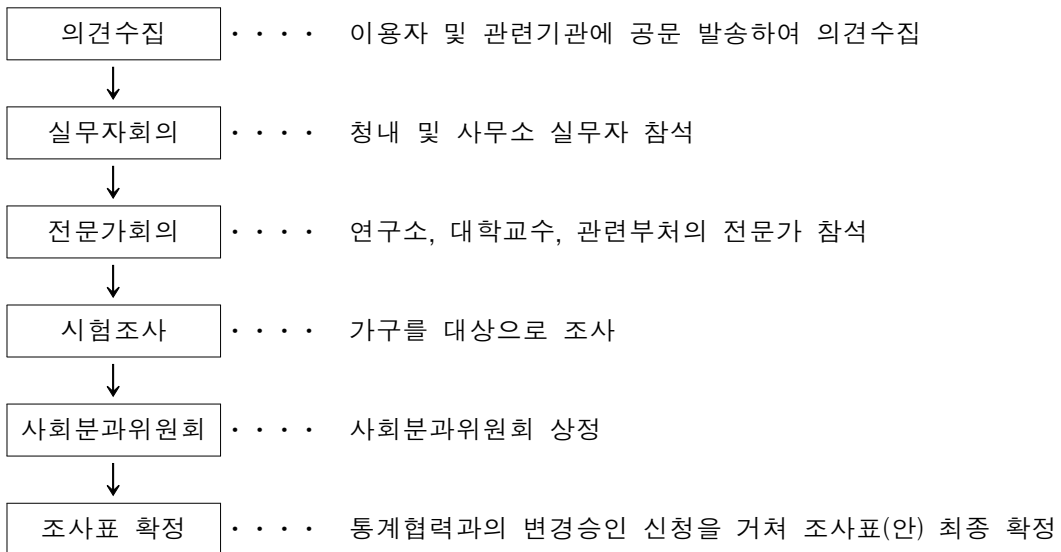 의견수집 · · · · 이용자 및 관련기관에 공문 발송하여 의견수집
↓
실무자회의 · · · · 청내 및 사무소 실무자 참석
↓
전문가회의 · · · · 연구소, 대학교수, 관련부처의 전문가 참석
↓
시험조사 · · · · 가구를 대상으로 조사
↓
사회분과위원회 · · · · 사회분과위원회 상정
↓
조사표 확정 · · · · 통계협력과의 변경승인 신청을 거쳐 조사표(안) 최종 확정